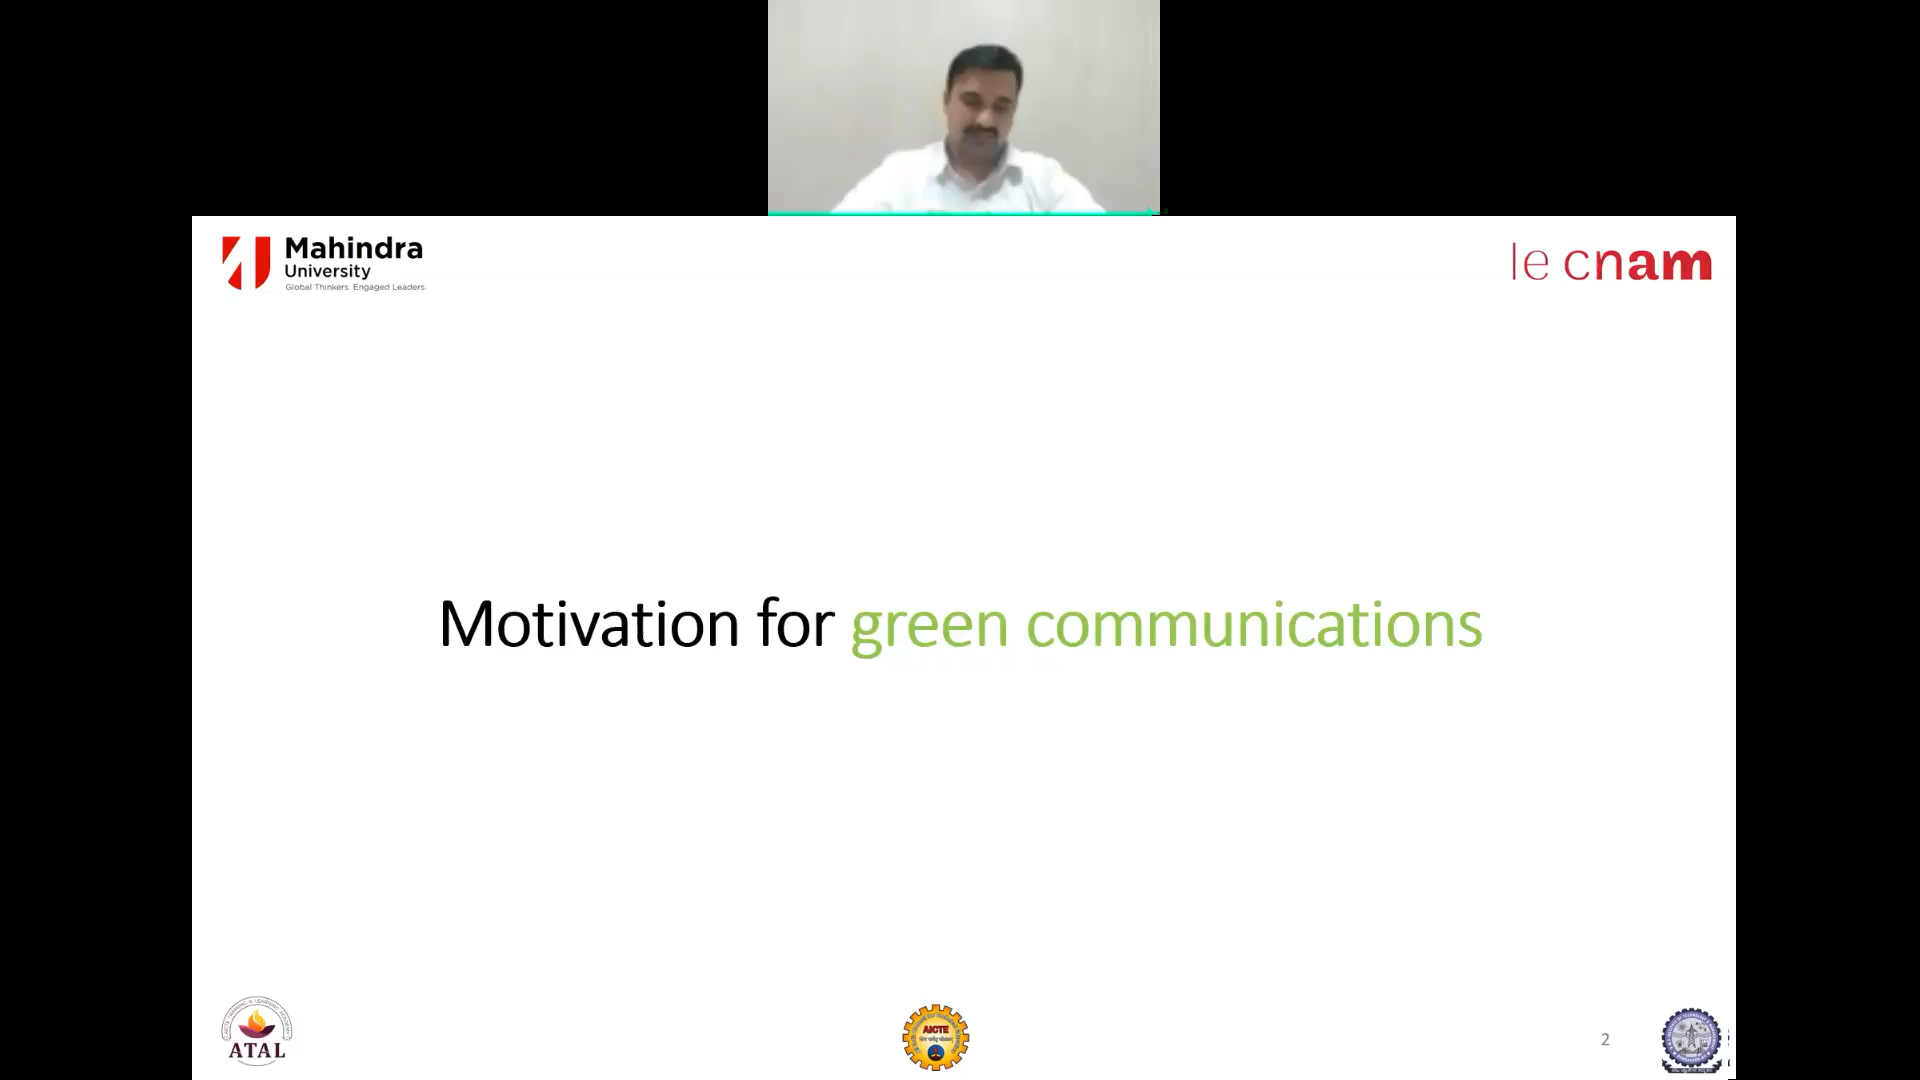 Mahindra
University
Global Thinkers. Engaged Leaders.
le cnam
Motivation for green communications
ATAL
AICTE
2